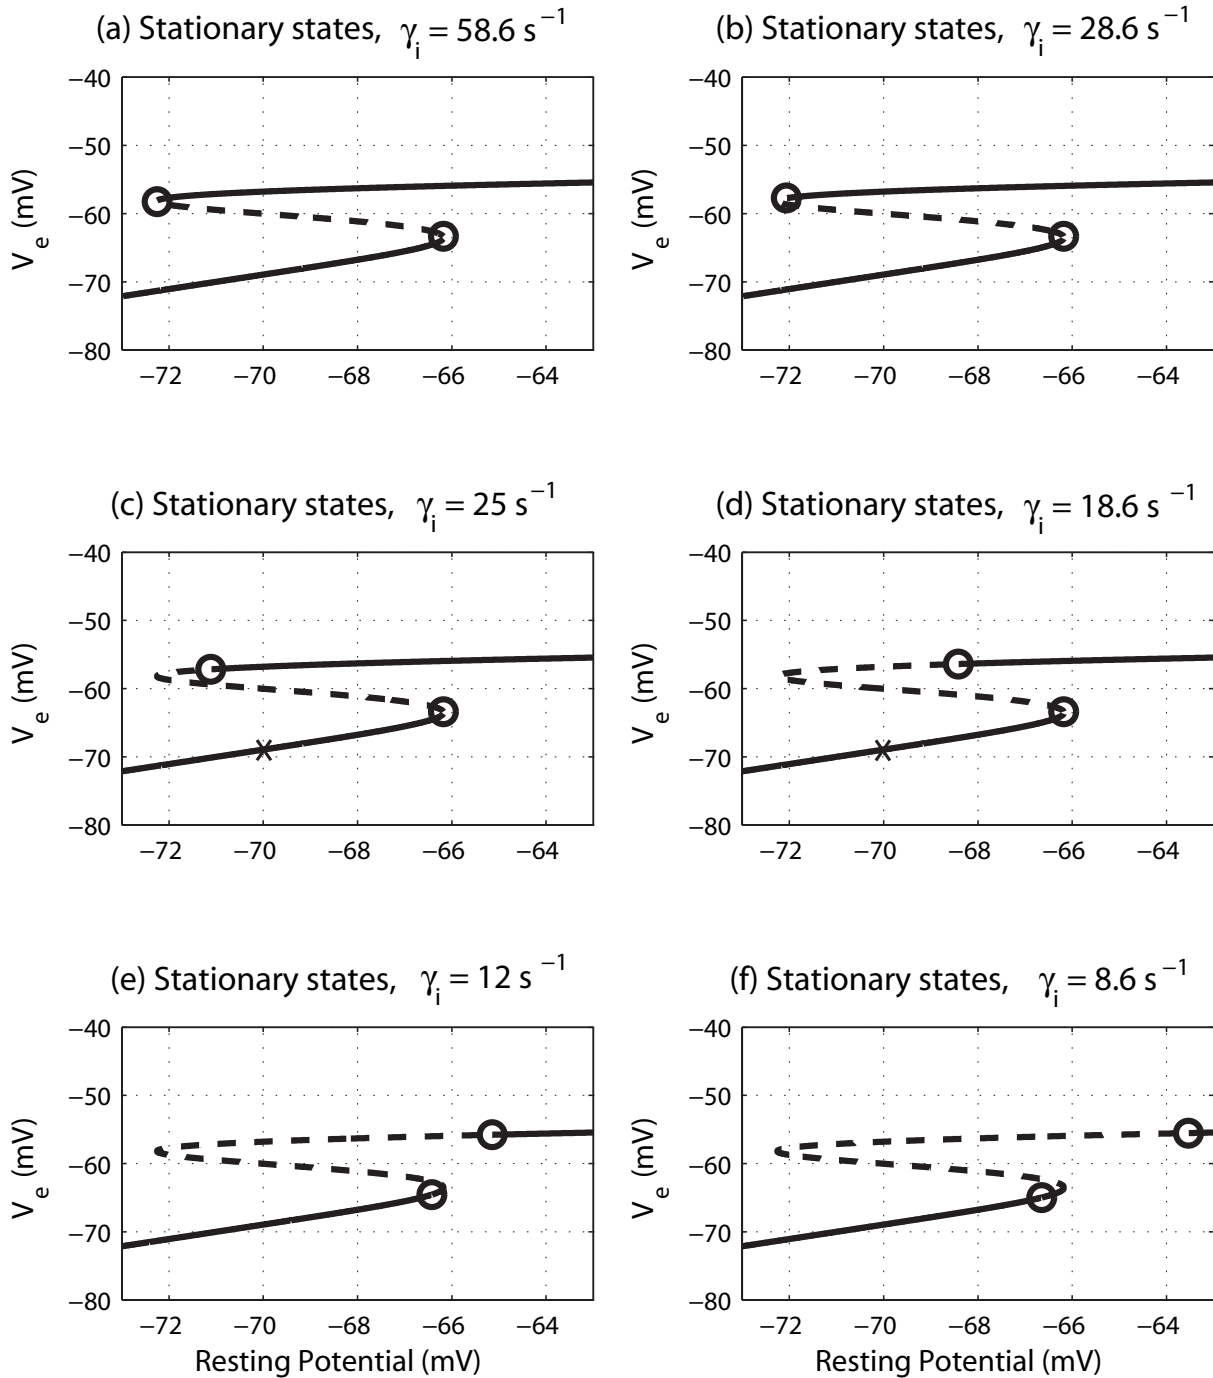 (a) Stationary states, γi = 58.6 s−1
−40
−50
−60
−70
−80
Ve (mV)
−72 −70 −68 −66 −64
(b) Stationary states, γi = 28.6 s−1
−40
−50
−60
−70
−80
Ve (mV)
−72 −70 −68 −66 −64
(c) Stationary states, γi = 25 s−1
−40
−50
−60
−70
−80
Ve (mV)
−72 −70 −68 −66 −64
(d) Stationary states, γi = 18.6 s−1
−40
−50
−60
−70
−80
Ve (mV)
−72 −70 −68 −66 −64
(e) Stationary states, γi = 12 s−1
−40
−50
−60
−70
−80
Ve (mV)
−72 −70 −68 −66 −64
Resting Potential (mV)
(f) Stationary states, γi = 8.6 s−1
−40
−50
−60
−70
−80
Ve (mV)
−72 −70 −68 −66 −64
Resting Potential (mV)